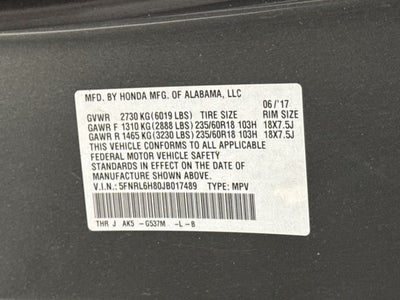 MFD. BY HONDA MFG. OF ALABAMA, LLC
GVWR 2730 KG(6019 LBS) TIRE SIZE 06/'17 RIM SIZE
GAWR F 1310 KG(2888 LBS) 235/60R18 103H 18X7.5J
GAWR R 1465 KG(3230 LBS) 235/60R18 103H 18X7.5J
THIS VEHICLE CONFORMS TO ALL APPLICABLE
FEDERAL MOTOR VEHICLE SAFETY
STANDARDS IN EFFECT ON THE DATE OF
MANUFACTURE SHOWN ABOVE.
V.I.N.: 5FNRL6H80JB017489 TYPE: MPV
THR J AK5 -G537M -L-B